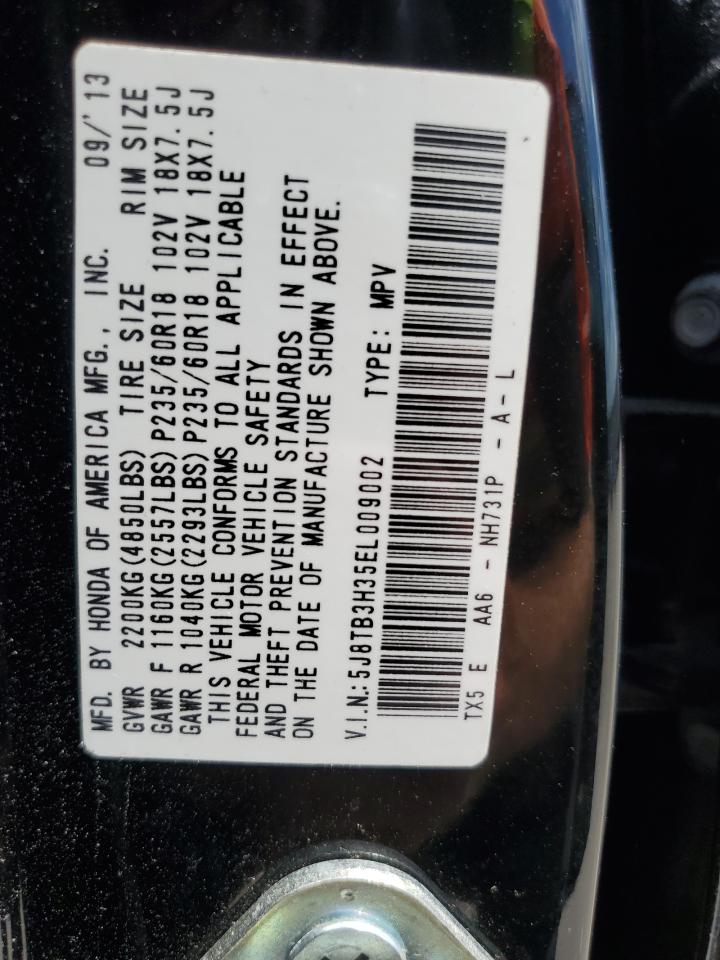 MFD. BY HONDA OF AMERICA MFG., INC. 09/'13
GVWR 2200KG(4850LBS) TIRE SIZE RIM SIZE
GAWR F 1160KG(2557LBS)P235/60R18 102V 18X7.5J
GAWR R 1040KG(2293LBS)P235/60R18 102V 18X7.5J
THIS VEHICLE CONFORMS TO ALL APPLICABLE
FEDERAL MOTOR VEHICLE SAFETY
AND THEFT PREVENTION STANDARDS IN EFFECT
ON THE DATE OF MANUFACTURE SHOWN ABOVE.
V.I.N.:5J8TB3H35EL009002 TYPE: MPV
TX5 E AA6 - NH731P - A - L